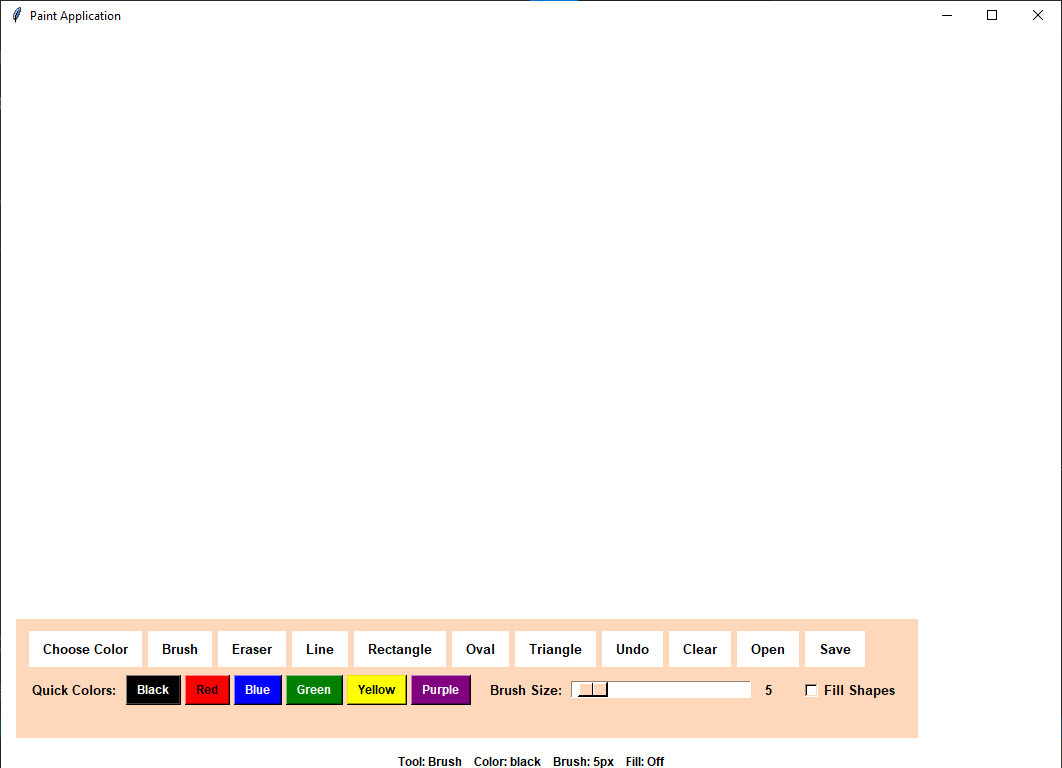 Paint Application
Choose Color Brush Eraser Line Rectangle Oval Triangle Undo Clear Open Save
Quick Colors: Black Red Blue Green Yellow Purple Brush Size: 5 Fill Shapes
Tool: Brush Color: black Brush: 5px Fill: Off